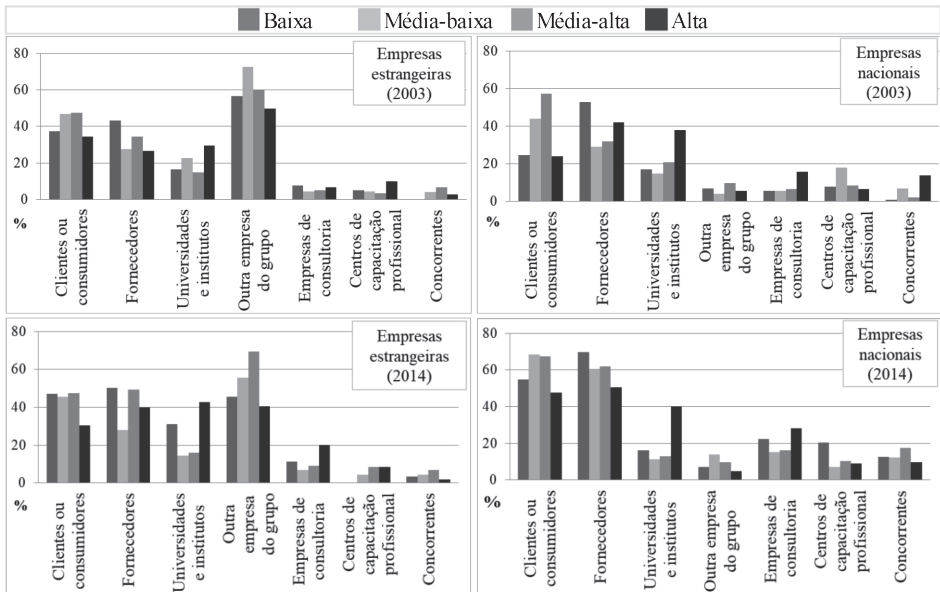 Baixa Média-baixa Média-alta Alta
Empresas
estrangeiras
(2003)
80
60
40
20
0
%
Clientes ou
consumidores
Fornecedores
Universidades
e institutos
Outra empresa
do grupo
Empresas de
consultoria
Centros de
capacitação
profissional
Concorrentes
Empresas
nacionais
(2003)
80
60
40
20
0
%
Clientes ou
consumidores
Fornecedores
Universidades
e institutos
Outra
empresa
do grupo
Empresas de
consultoria
Centros de
capacitação
profissional
Concorrentes
Empresas
estrangeiras
(2014)
80
60
40
20
0
%
Clientes ou
consumidores
Fornecedores
Universidades
e institutos
Outra
empresa
do grupo
Empresas de
consultoria
Centros de
capacitação
profissional
Concorrentes
Empresas
nacionais
(2014)
80
60
40
20
0
%
Clientes ou
consumidores
Fornecedores
Universidades
e institutos
Outra empresa
do grupo
Empresas de
consultoria
Centros de
capacitação
profissional
Concorrentes